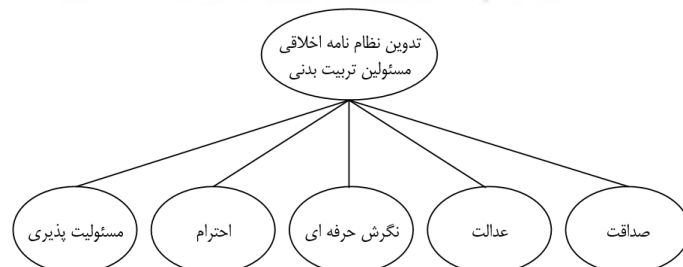 تدوین نظام نامه اخلاقی
مسئولین تربیت بدنی
صداقت
عدالت
نگرش حرفه ای
احترام
مسئولیت پذیری